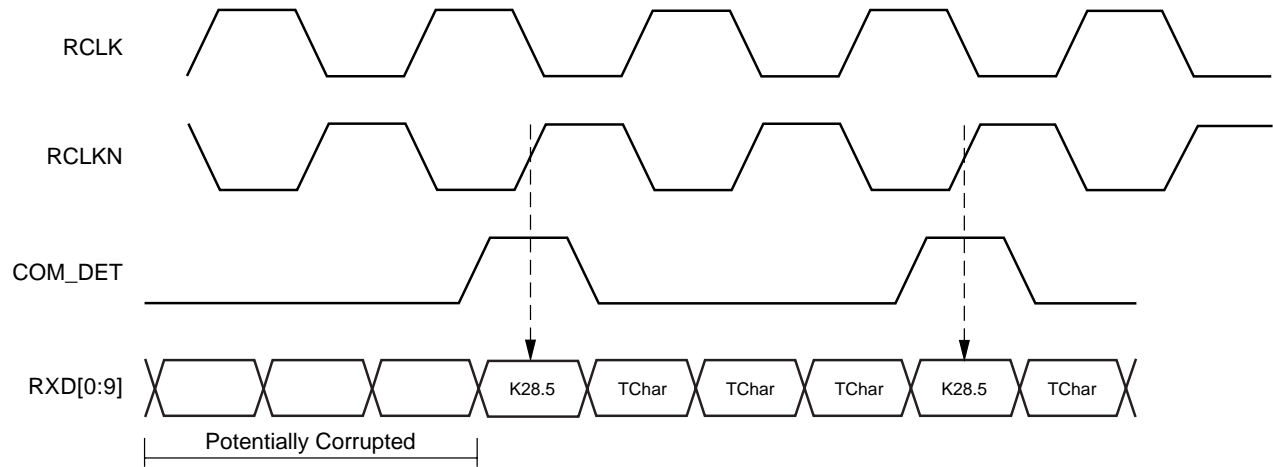 RCLK
RCLKN
COM_DET
RXD[0:9]
K28.5 TChar TChar TChar K28.5 TChar
Potentially Corrupted